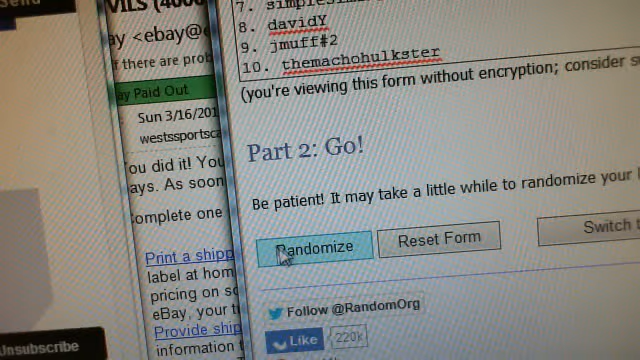 VILS (4000
ay <ebay@e
f there are prob
ay Paid Out
Sun 3/16/201
westssportsca
ou did it! You
ays. As soon
omplete one
Print a shipp
label at hom
pricing on sc
eBay, your t
Provide ship
information t
Unsubscribe
8. davidY
9. jmuff#2
10. themachohulkster
(you're viewing this form without encryption; consider s
Part 2: Go!
Be patient! It may take a little while to randomize your l
Randomize
Reset Form
Switch t
Follow @RandomOrg
Like
220k